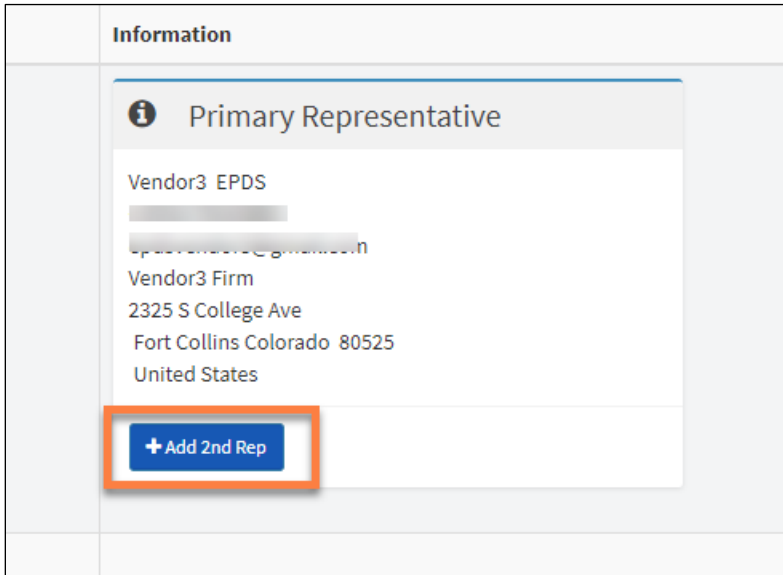 Information
Primary Representative
Vendor3 EPDS
Vendor3 Firm
2325 S College Ave
Fort Collins Colorado 80525
United States
Add 2nd Rep